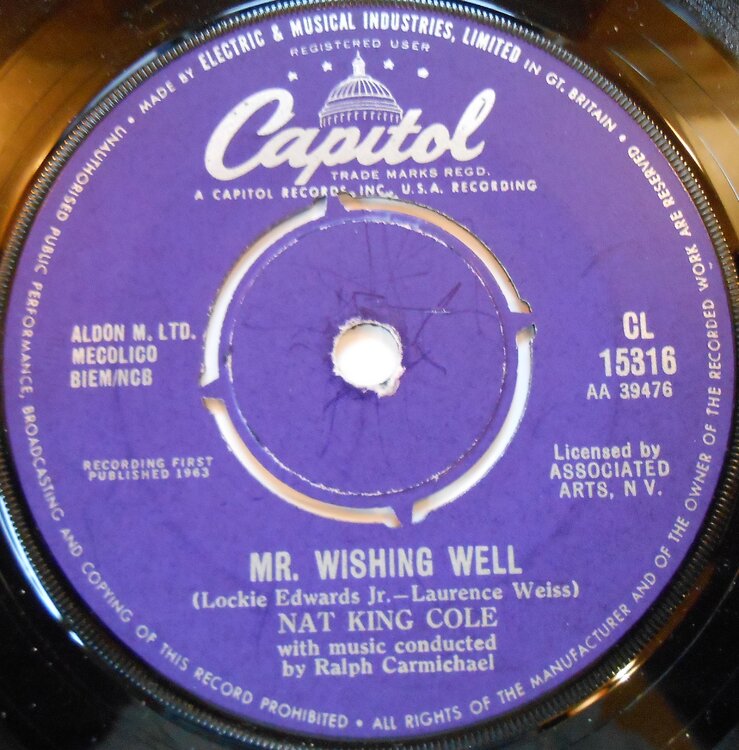 MADE BY ELECTRIC & MUSICAL INDUSTRIES, LIMITED IN GT. BRITAIN •
REGISTERED USER
Capitol
TRADE MARKS REGD.
A CAPITOL RECORDS, INC., U.S.A. RECORDING
ALDON M. LTD.
MECOLICO
BIEM/NCB
CL
15316
AA 39476
RECORDING FIRST
PUBLISHED 1963
Licensed by
ASSOCIATED
ARTS, N V.
MR. WISHING WELL
(Lockie Edwards Jr.—Laurence Weiss)
NAT KING COLE
with music conducted
by Ralph Carmichael
ALL RIGHTS OF THE MANUFACTURER AND OF THE OWNER OF THE RECORDED WORK ARE RESERVED •
UNAUTHORISED PUBLIC PERFORMANCE, BROADCASTING AND COPYING OF THIS RECORD PROHIBITED •